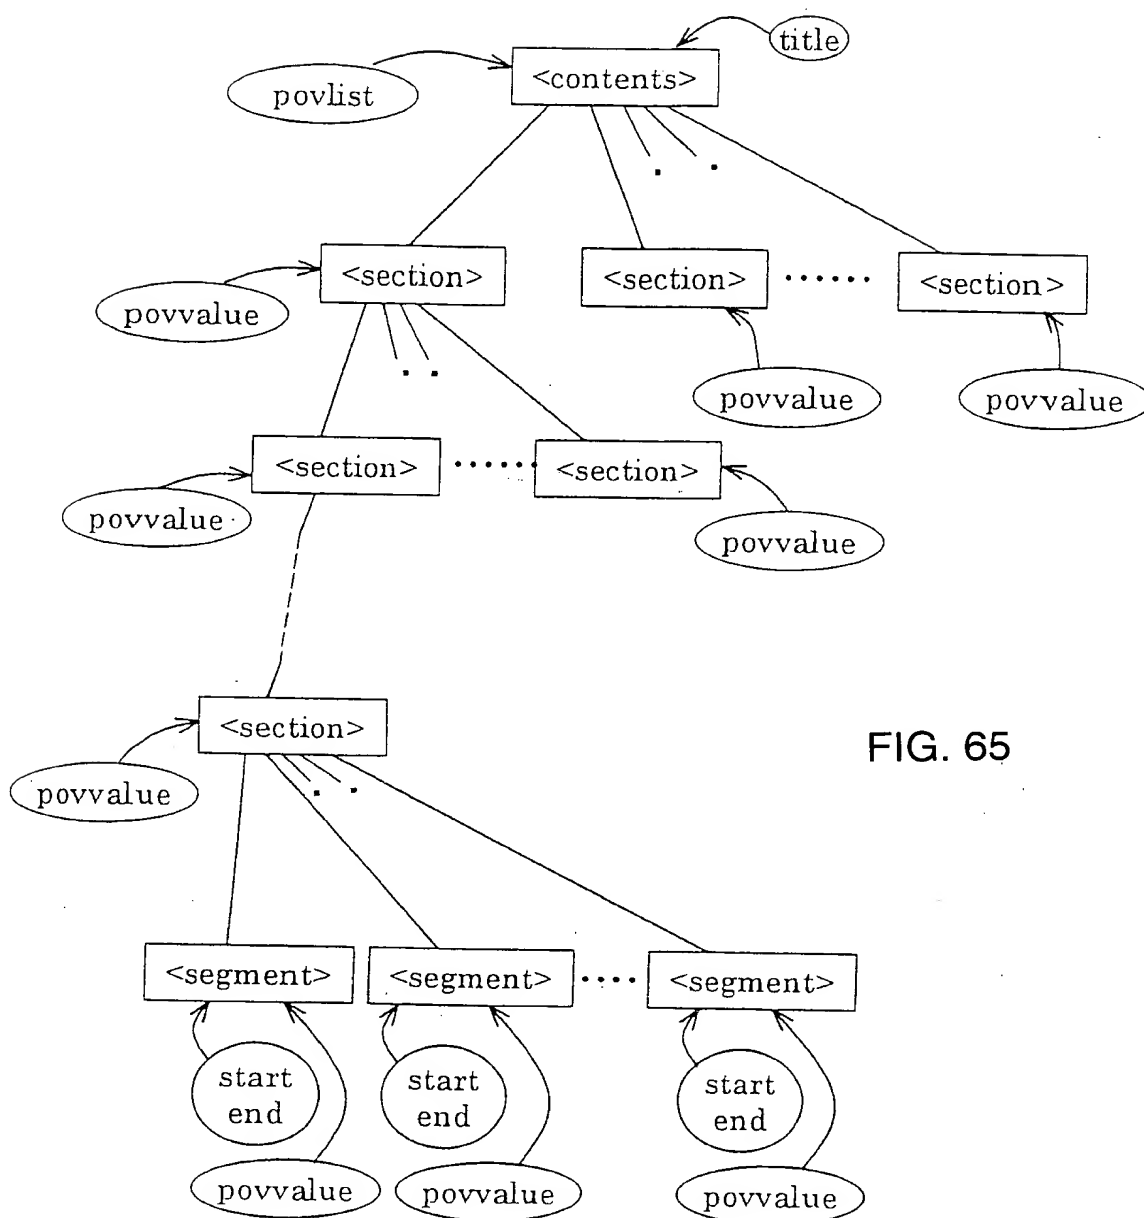 title
<contents>
povlist
<section>
<section>
<section>
povvalue
povvalue
povvalue
<section>
<section>
povvalue
povvalue
<section>
FIG. 65
povvalue
<segment>
<segment>
<segment>
start
end
start
end
start
end
povvalue
povvalue
povvalue